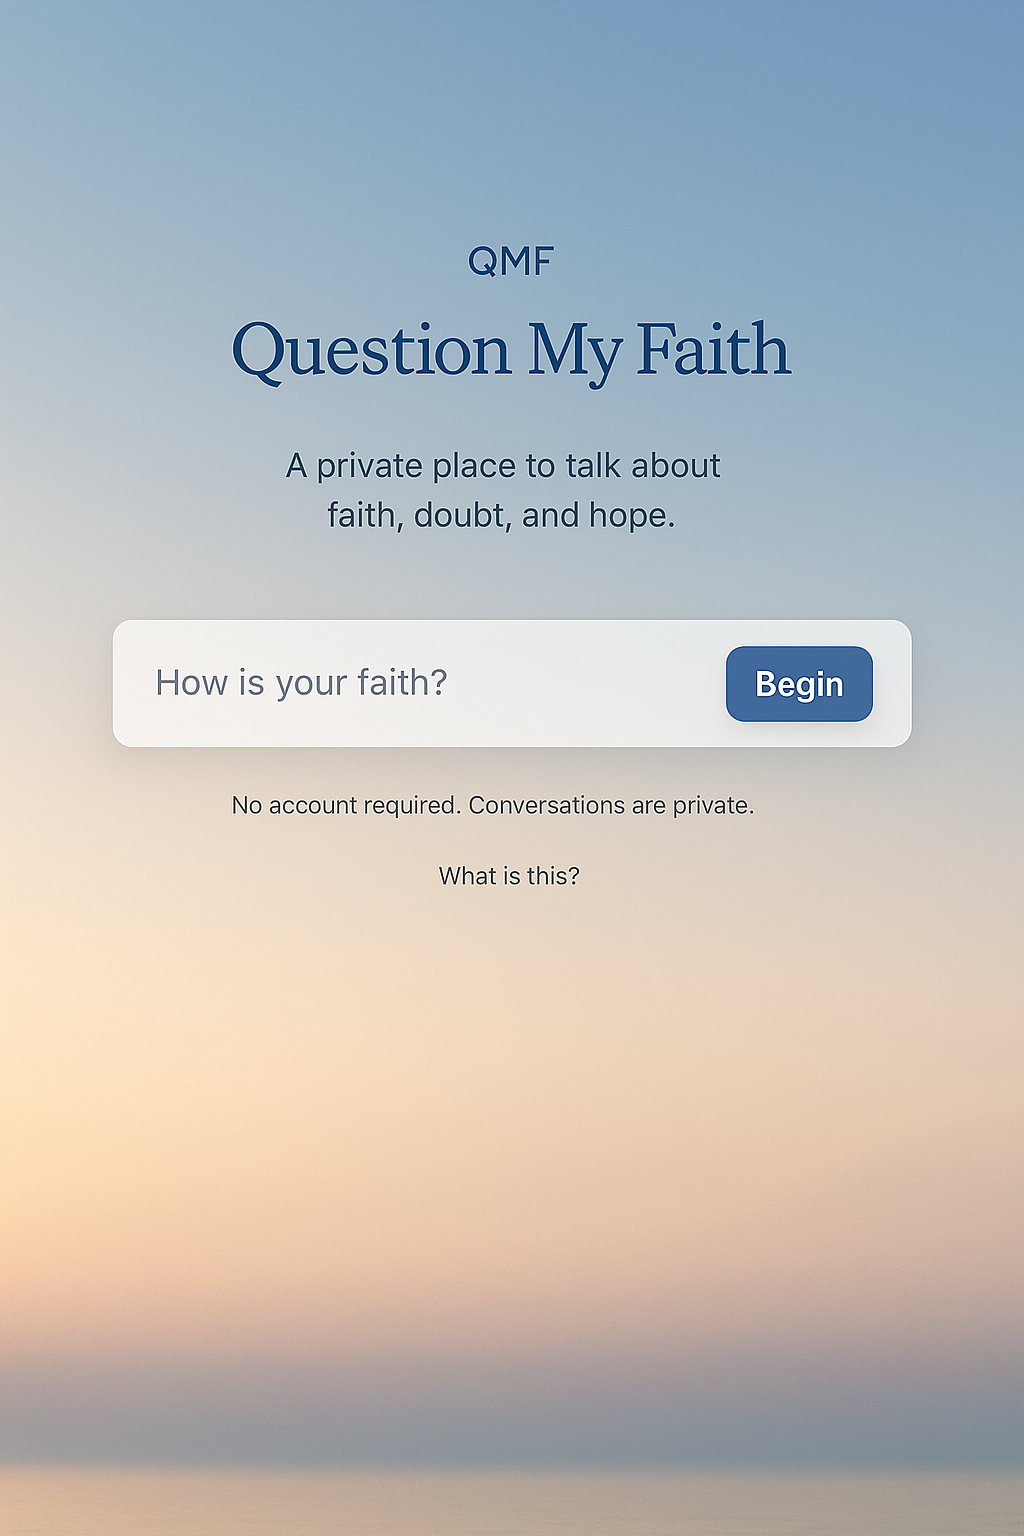 QMF
Question My Faith
A private place to talk about
faith, doubt, and hope.
How is your faith?
Begin
No account required. Conversations are private.
What is this?